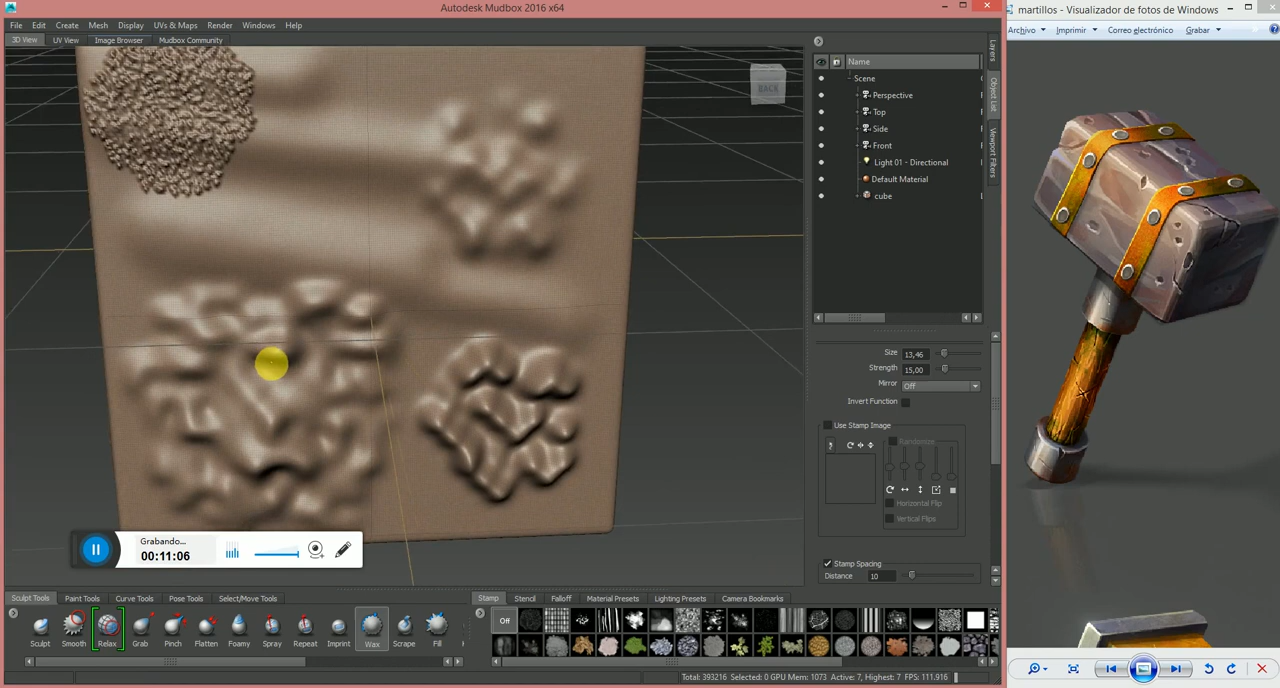 Autodesk Mudbox 2016 x64
File Edit Create Mesh Display UVs & Maps Render Windows Help
3D View UV View Image Browser Mudbox Community
BACK
Name
Scene
Perspective
Top
Side
Front
Light 01 - Directional
Default Material
cube
Layers
Object List
Viewport Filters
Size 13,46
Strength 15,00
Mirror Off
Invert Function
Use Stamp Image
Randomize
Horizontal Flip
Vertical Flips
Stamp Spacing
Distance 10
Grabando...
00:11:06
Sculpt Tools Paint Tools Curve Tools Pose Tools Select/Move Tools
Sculpt Smooth Relax Grab Pinch Flatten Foamy Spray Repeat Imprint Wax Scrape Fill
Stamp Stencil Falloff Material Presets Lighting Presets Camera Bookmarks
Off
Total: 393216 Selected: 0 GPU Mem: 1073 Active: 7, Highest: 7 FPS: 111.916
martillos - Visualizador de fotos de Windows
Archivo Imprimir Correo electrónico Grabar